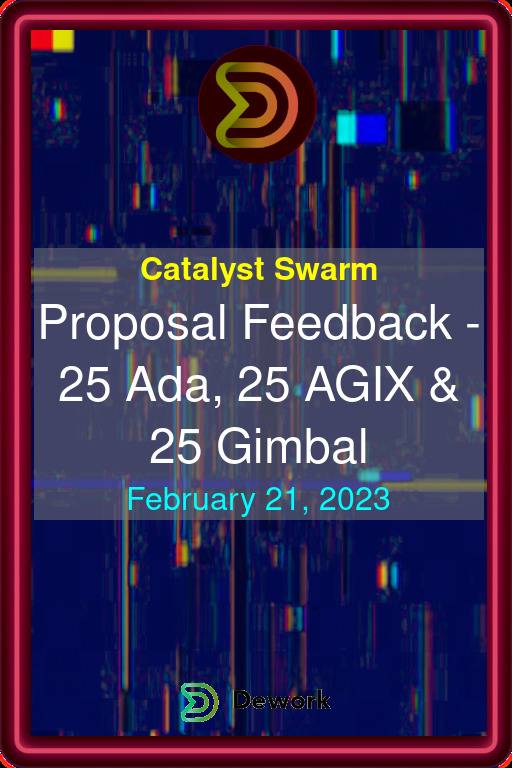 Catalyst Swarm
Proposal Feedback -
25 Ada, 25 AGIX &
25 Gimbal
February 21, 2023
Dework